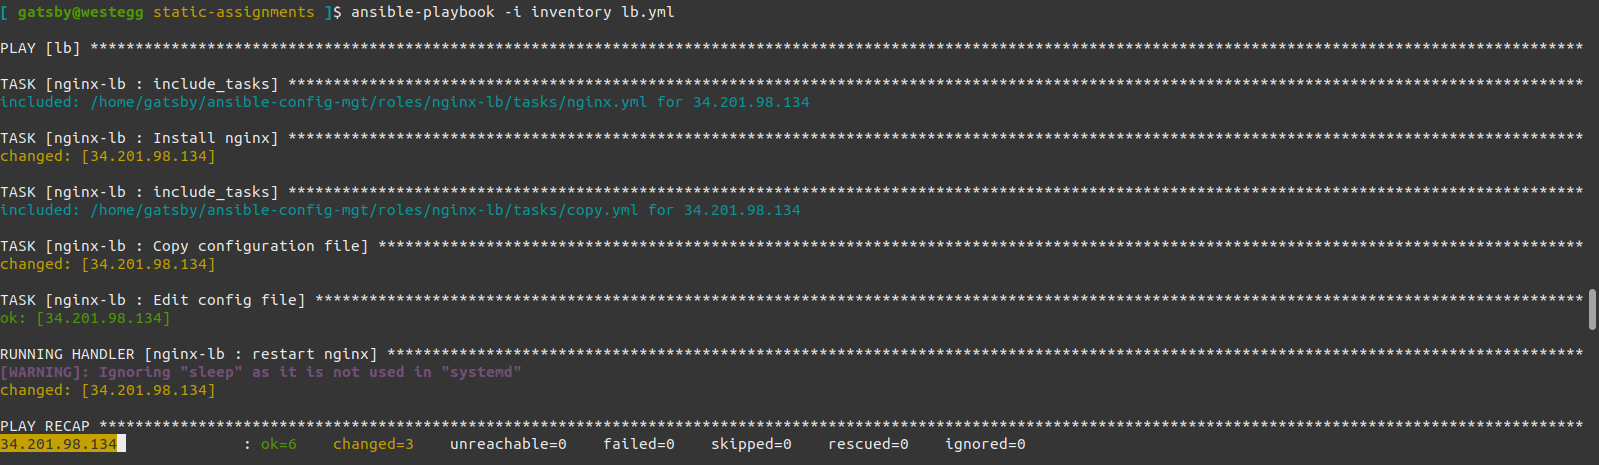 [ gatsby@westegg static-assignments ]$ ansible-playbook -i inventory lb.yml
PLAY [lb] **********************************************************************************************************************************************************************
TASK [nginx-lb : include_tasks] ************************************************************************************************************************************************
included: /home/gatsby/ansible-config-mgt/roles/nginx-lb/tasks/nginx.yml for 34.201.98.134
TASK [nginx-lb : Install nginx] ************************************************************************************************************************************************
changed: [34.201.98.134]
TASK [nginx-lb : include_tasks] ************************************************************************************************************************************************
included: /home/gatsby/ansible-config-mgt/roles/nginx-lb/tasks/copy.yml for 34.201.98.134
TASK [nginx-lb : Copy configuration file] **************************************************************************************************************************************
changed: [34.201.98.134]
TASK [nginx-lb : Edit config file] *********************************************************************************************************************************************
ok: [34.201.98.134]
RUNNING HANDLER [nginx-lb : restart nginx] *************************************************************************************************************************************
[WARNING]: Ignoring "sleep" as it is not used in "systemd"
changed: [34.201.98.134]
PLAY RECAP *********************************************************************************************************************************************************************
34.201.98.134 : ok=6 changed=3 unreachable=0 failed=0 skipped=0 rescued=0 ignored=0